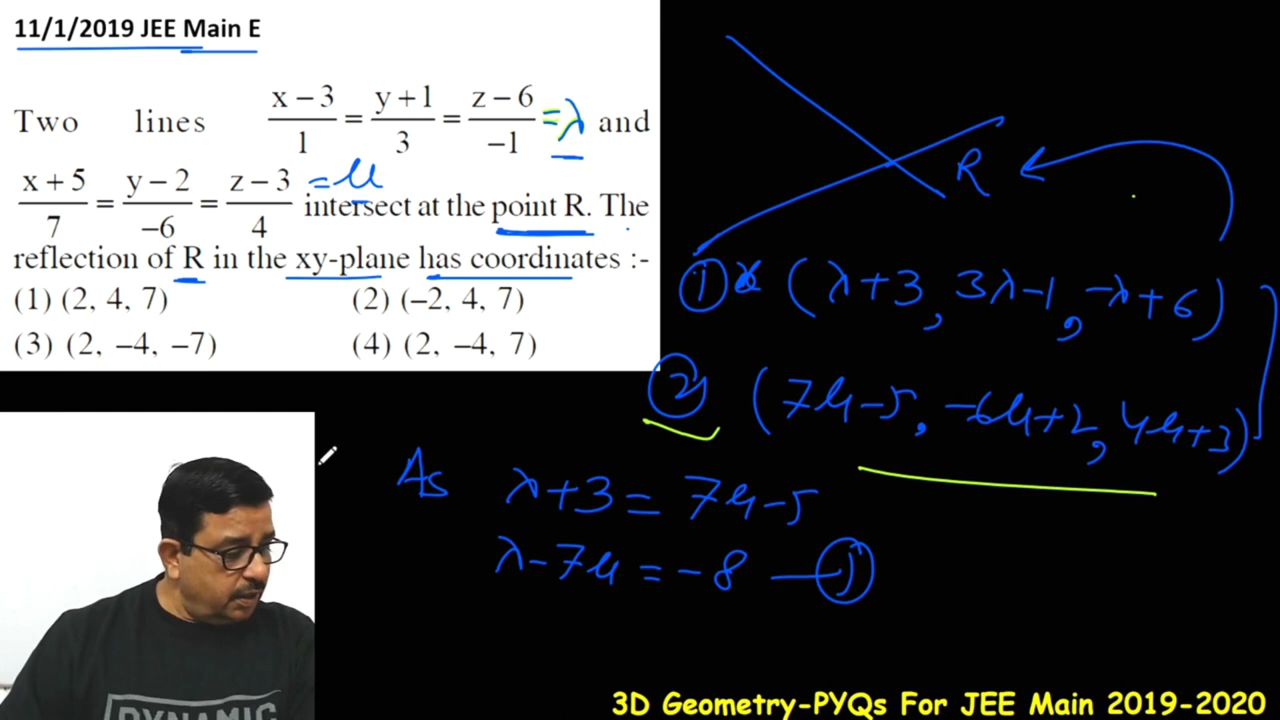 11/1/2019 JEE Main E
Two lines (x − 3)/1 = (y + 1)/3 = (z − 6)/−1 = λ and
(x + 5)/7 = (y − 2)/−6 = (z − 3)/4 = μ intersect at the point R. The
reflection of R in the xy-plane has coordinates :-
(1) (2, 4, 7) (2) (−2, 4, 7)
(3) (2, −4, −7) (4) (2, −4, 7)
R
① (λ+3, 3λ−1, −λ+6)
② (7μ−5, −6μ+2, 4μ+3)
As λ+3 = 7μ−5
λ−7μ = −8 — ①
DYNAMIC
3D Geometry-PYQs For JEE Main 2019-2020